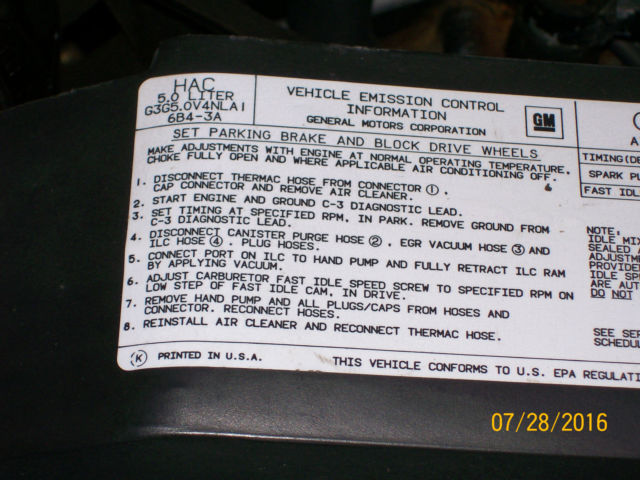 HAC
5.0 LITER
G3G5.0V4NLA1
6B4-3A
VEHICLE EMISSION CONTROL
INFORMATION
GENERAL MOTORS CORPORATION
GM
SET PARKING BRAKE AND BLOCK DRIVE WHEELS
MAKE ADJUSTMENTS WITH ENGINE AT NORMAL OPERATING TEMPERATURE.
CHOKE FULLY OPEN AND WHERE APPLICABLE AIR CONDITIONING OFF.
1. DISCONNECT THERMAC HOSE FROM CONNECTOR ①.
CAP CONNECTOR AND REMOVE AIR CLEANER.
2. START ENGINE AND GROUND C-3 DIAGNOSTIC LEAD.
3. SET TIMING AT SPECIFIED RPM, IN PARK. REMOVE GROUND FROM
C-3 DIAGNOSTIC LEAD.
4. DISCONNECT CANISTER PURGE HOSE ②, EGR VACUUM HOSE ③ AND
ILC HOSE ④. PLUG HOSES.
5. CONNECT PORT ON ILC TO HAND PUMP AND FULLY RETRACT ILC RAM
BY APPLYING VACUUM.
6. ADJUST CARBURETOR FAST IDLE SPEED SCREW TO SPECIFIED RPM ON
LOW STEP OF FAST IDLE CAM, IN DRIVE.
7. REMOVE HAND PUMP AND ALL PLUGS/CAPS FROM HOSES AND
CONNECTOR. RECONNECT HOSES.
8. REINSTALL AIR CLEANER AND RECONNECT THERMAC HOSE.
K PRINTED IN U.S.A.
THIS VEHICLE CONFORMS TO U.S. EPA REGULATI
A
TIMING(DE
SPARK PL
FAST IDL
NOTE,
IDLE MIX
SEALED A
ADJUSTME
PROVIDE
IDLE SPE
ARE AUT
DO NOT
SEE SER
SCHEDUL
07/28/2016